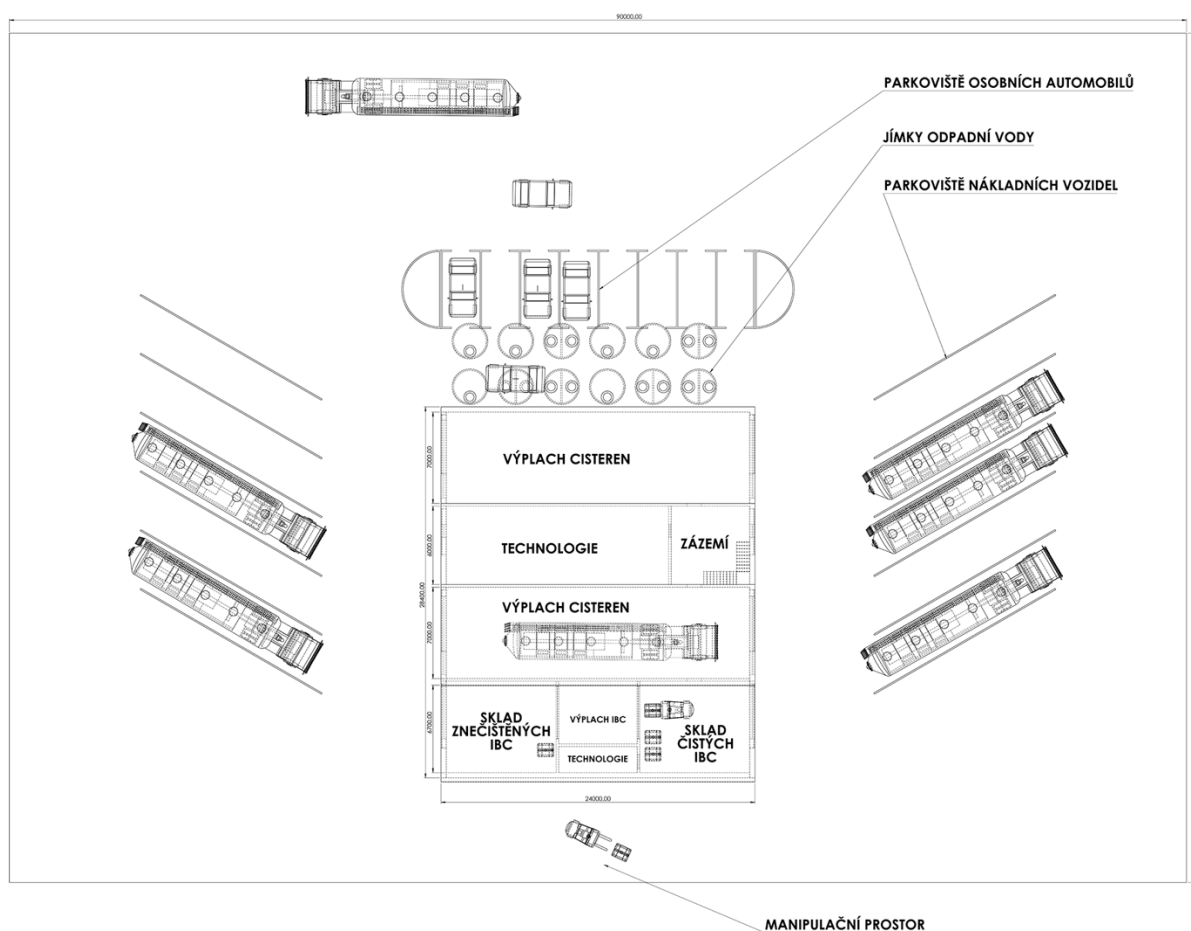 90000.00
PARKOVIŠTĚ OSOBNÍCH AUTOMOBILŮ
JÍMKY ODPADNÍ VODY
PARKOVIŠTĚ NÁKLADNÍCH VOZIDEL
7000.00
VÝPLACH CISTEREN
6000.00
TECHNOLOGIE
ZÁZEMÍ
28400.00
7000.00
VÝPLACH CISTEREN
6700.00
SKLAD
ZNEČIŠTĚNÝCH
IBC
VÝPLACH IBC
TECHNOLOGIE
SKLAD
ČISTÝCH
IBC
24000.00
MANIPULAČNÍ PROSTOR